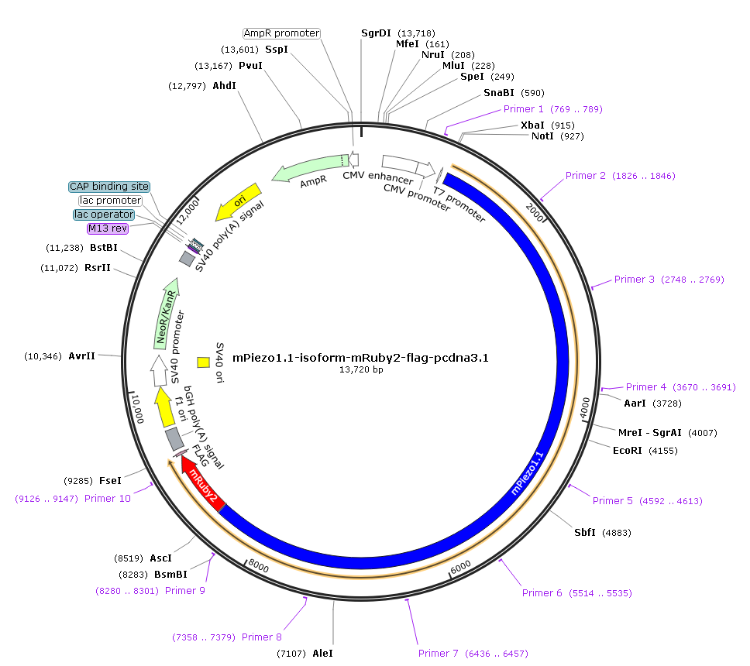 AmpR promoter
SgrDI (13,718)
MfeI (161)
(13,601) SspI
NruI (208)
(13,167) PvuI
MluI (228)
SpeI (249)
(12,797) AhdI
SnaBI (590)
Primer 1 (769 .. 789)
XbaI (915)
NotI (927)
CMV enhancer
CMV promoter
T7 promoter
AmpR
ori
SV40 poly(A) signal
CAP binding site
lac promoter
lac operator
M13 rev
12,000
Primer 2 (1826 .. 1846)
2000
(11,238) BstBI
(11,072) RsrII
Primer 3 (2748 .. 2769)
NeoR/KanR
SV40 promoter
SV40 ori
(10,346) AvrII
mPiezo1.1-isoform-mRuby2-flag-pcdna3.1
13,720 bp
Primer 4 (3670 .. 3691)
AarI (3728)
4000
10,000
f1 ori
bGH poly(A) signal
FLAG
MreI - SgrAI (4007)
EcoRI (4155)
mPiezo1.1
mRuby2
(9285) FseI
(9126 .. 9147) Primer 10
Primer 5 (4592 .. 4613)
SbfI (4883)
(8519) AscI
(8283) BsmBI
(8280 .. 8301) Primer 9
8000
6000
Primer 6 (5514 .. 5535)
(7358 .. 7379) Primer 8
(7107) AleI
Primer 7 (6436 .. 6457)